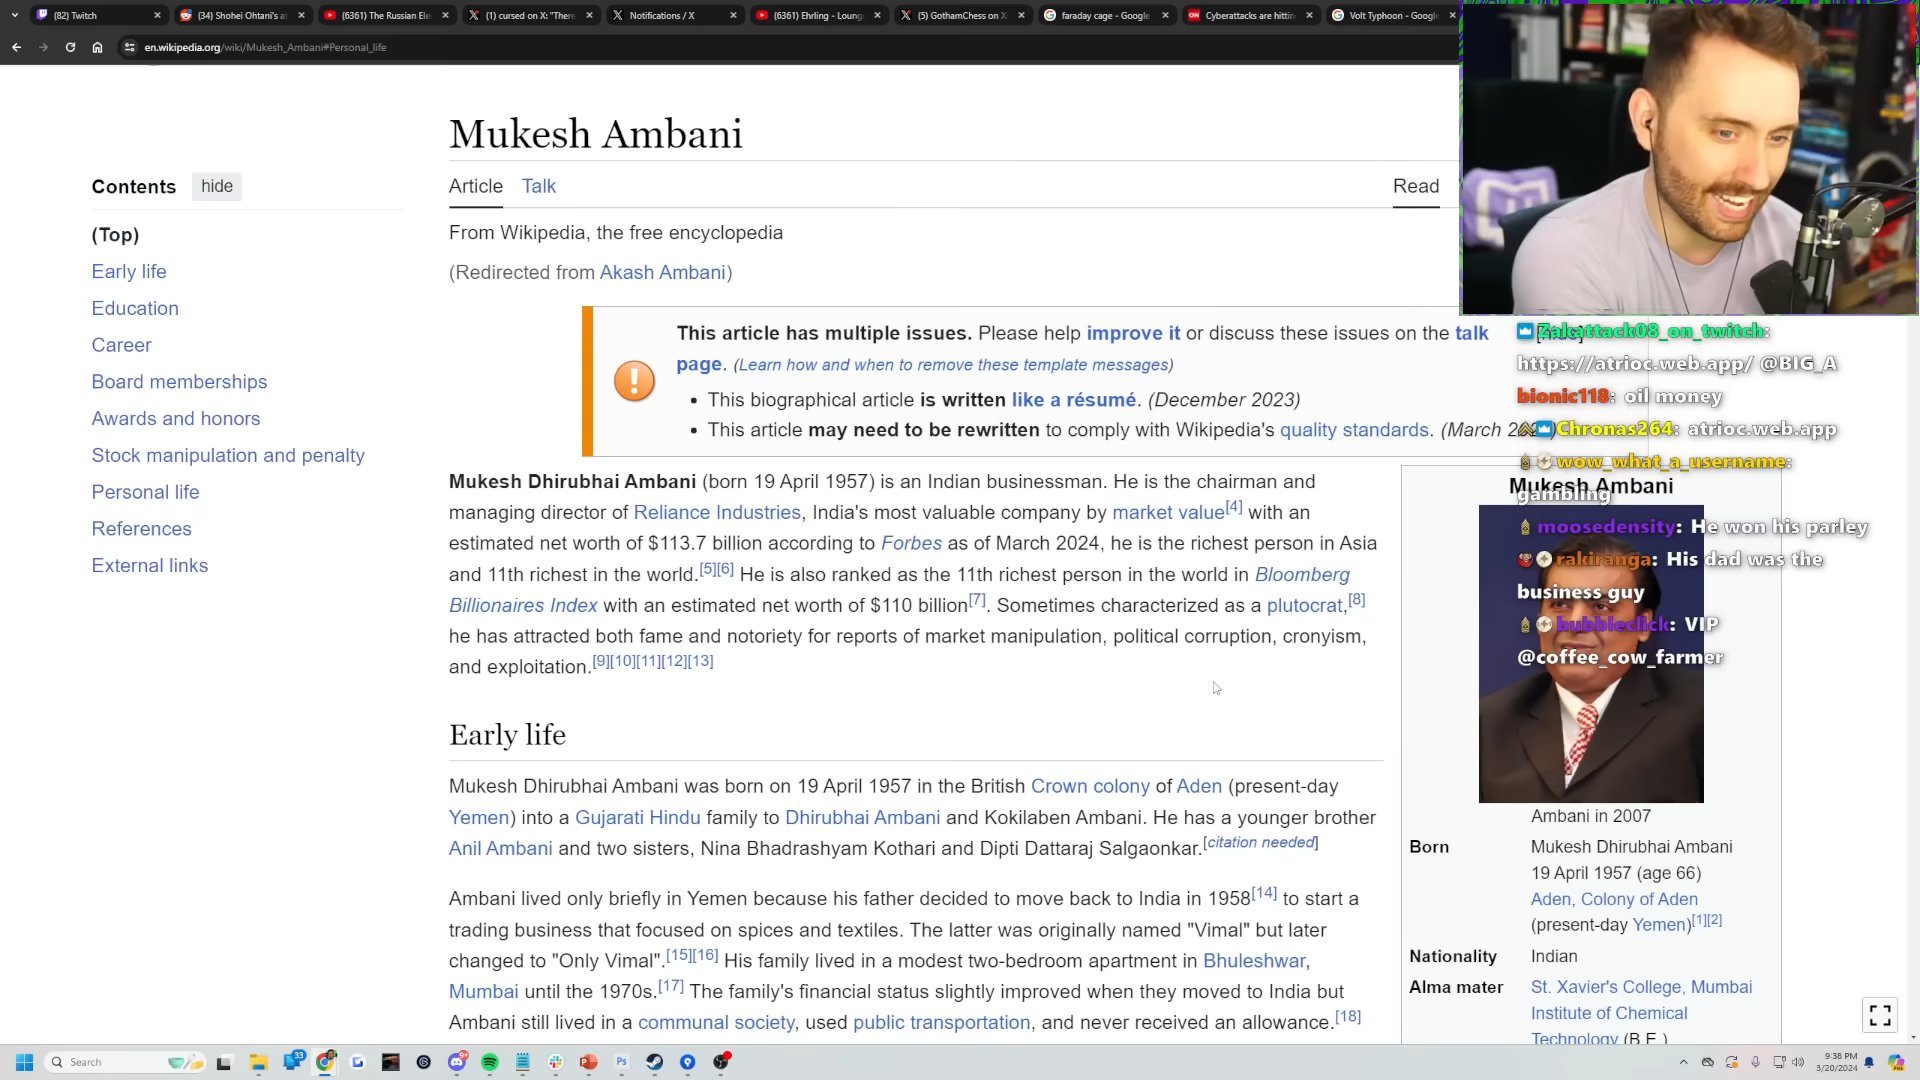 (82) Twitch
(34) Shohei Ohtani's at
(6361) The Russian Ele
(1) cursed on X: "There
Notifications / X
(6361) Ehrling - Loung
(5) GothamChess on X
faraday cage - Google
Cyberattacks are hittin
Volt Typhoon - Google
en.wikipedia.org/wiki/Mukesh_Ambani#Personal_life
Mukesh Ambani
Contents hide
Article Talk Read
(Top)
Early life
Education
Career
Board memberships
Awards and honors
Stock manipulation and penalty
Personal life
References
External links
From Wikipedia, the free encyclopedia
(Redirected from Akash Ambani)
This article has multiple issues. Please help improve it or discuss these issues on the talk
page. (Learn how and when to remove these template messages)
• This biographical article is written like a résumé. (December 2023)
• This article may need to be rewritten to comply with Wikipedia's quality standards. (March
Mukesh Dhirubhai Ambani (born 19 April 1957) is an Indian businessman. He is the chairman and
managing director of Reliance Industries, India's most valuable company by market value[4] with an
estimated net worth of $113.7 billion according to Forbes as of March 2024, he is the richest person in Asia
and 11th richest in the world.[5][6] He is also ranked as the 11th richest person in the world in Bloomberg
Billionaires Index with an estimated net worth of $110 billion[7]. Sometimes characterized as a plutocrat,[8]
he has attracted both fame and notoriety for reports of market manipulation, political corruption, cronyism,
and exploitation.[9][10][11][12][13]
Early life
Mukesh Dhirubhai Ambani was born on 19 April 1957 in the British Crown colony of Aden (present-day
Yemen) into a Gujarati Hindu family to Dhirubhai Ambani and Kokilaben Ambani. He has a younger brother
Anil Ambani and two sisters, Nina Bhadrashyam Kothari and Dipti Dattaraj Salgaonkar.[citation needed]
Ambani lived only briefly in Yemen because his father decided to move back to India in 1958[14] to start a
trading business that focused on spices and textiles. The latter was originally named "Vimal" but later
changed to "Only Vimal".[15][16] His family lived in a modest two-bedroom apartment in Bhuleshwar,
Mumbai until the 1970s.[17] The family's financial status slightly improved when they moved to India but
Ambani still lived in a communal society, used public transportation, and never received an allowance.[18]
Zakattack08_on_twitch:
https://atrioc.web.app/ @BIG_A
bionic118: oil money
Chronas264: atrioc.web.app
wow_what_a_username:
gambling
moosedensity: He won his parley
rakiranga: His dad was the
business guy
bubbleclick: VIP
@coffee_cow_farmer
Mukesh Ambani
Ambani in 2007
Born Mukesh Dhirubhai Ambani
19 April 1957 (age 66)
Aden, Colony of Aden
(present-day Yemen)[1][2]
Nationality Indian
Alma mater St. Xavier's College, Mumbai
Institute of Chemical
Technology (B.E.)
Search
33
9:38 PM
3/20/2024